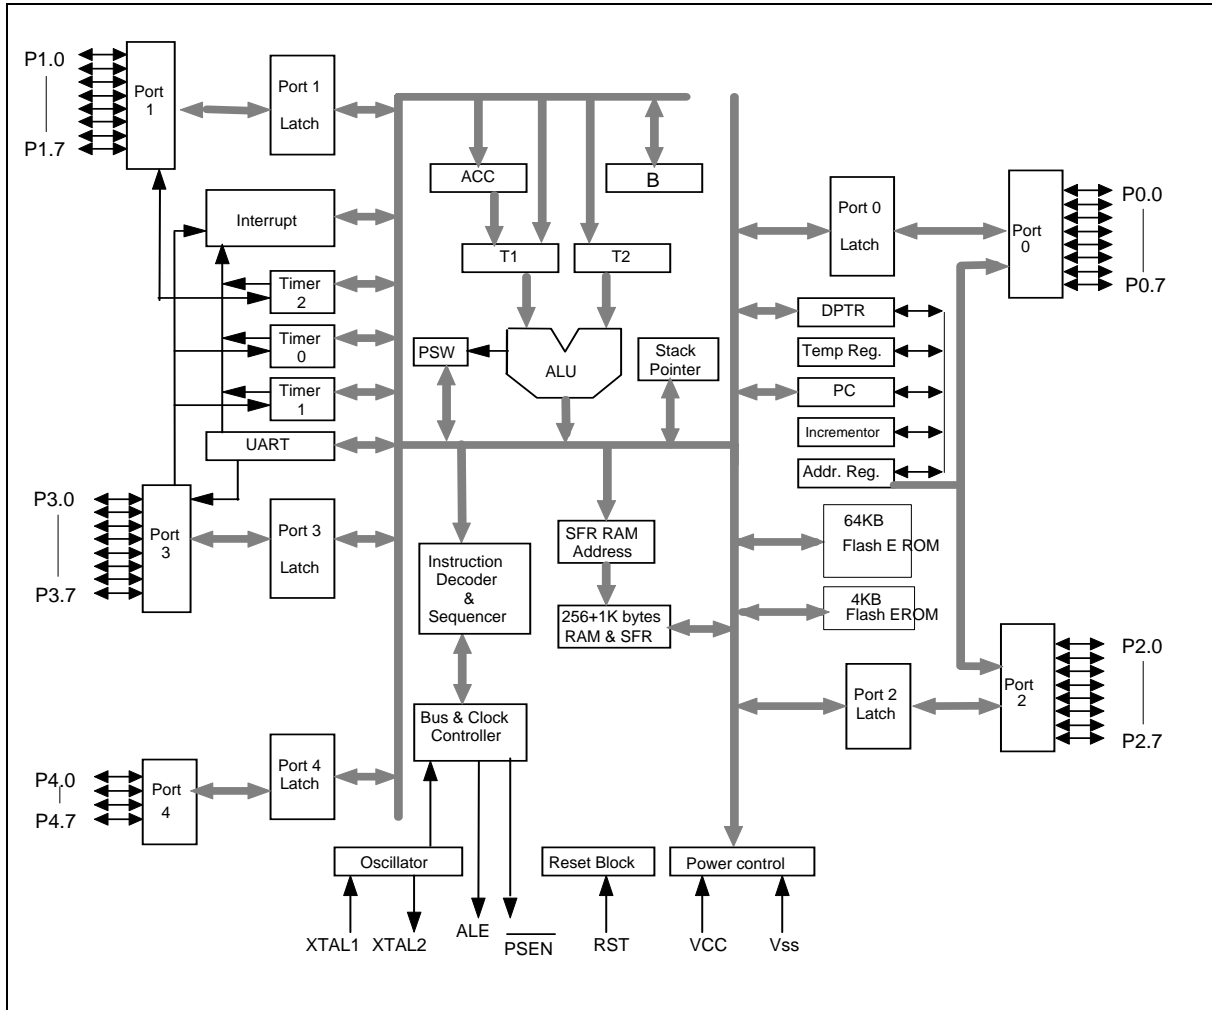 P1.0
P1.7
Port
1
Port 1
Latch
ACC
B
Interrupt
T1
T2
Timer
2
Timer
0
Timer
1
UART
PSW
ALU
Stack
Pointer
Port 0
Latch
Port
0
P0.0
P0.7
DPTR
Temp Reg.
PC
Incrementor
Addr. Reg.
P3.0
P3.7
Port
3
Port 3
Latch
Instruction
Decoder
&
Sequencer
SFR RAM
Address
256+1K bytes
RAM & SFR
64KB
Flash E ROM
4KB
Flash EROM
Port 2
Latch
Port
2
P2.0
P2.7
Bus & Clock
Controller
P4.0
P4.7
Port
4
Port 4
Latch
Oscillator
Reset Block
Power control
XTAL1
XTAL2
ALE
PSEN
RST
VCC
Vss